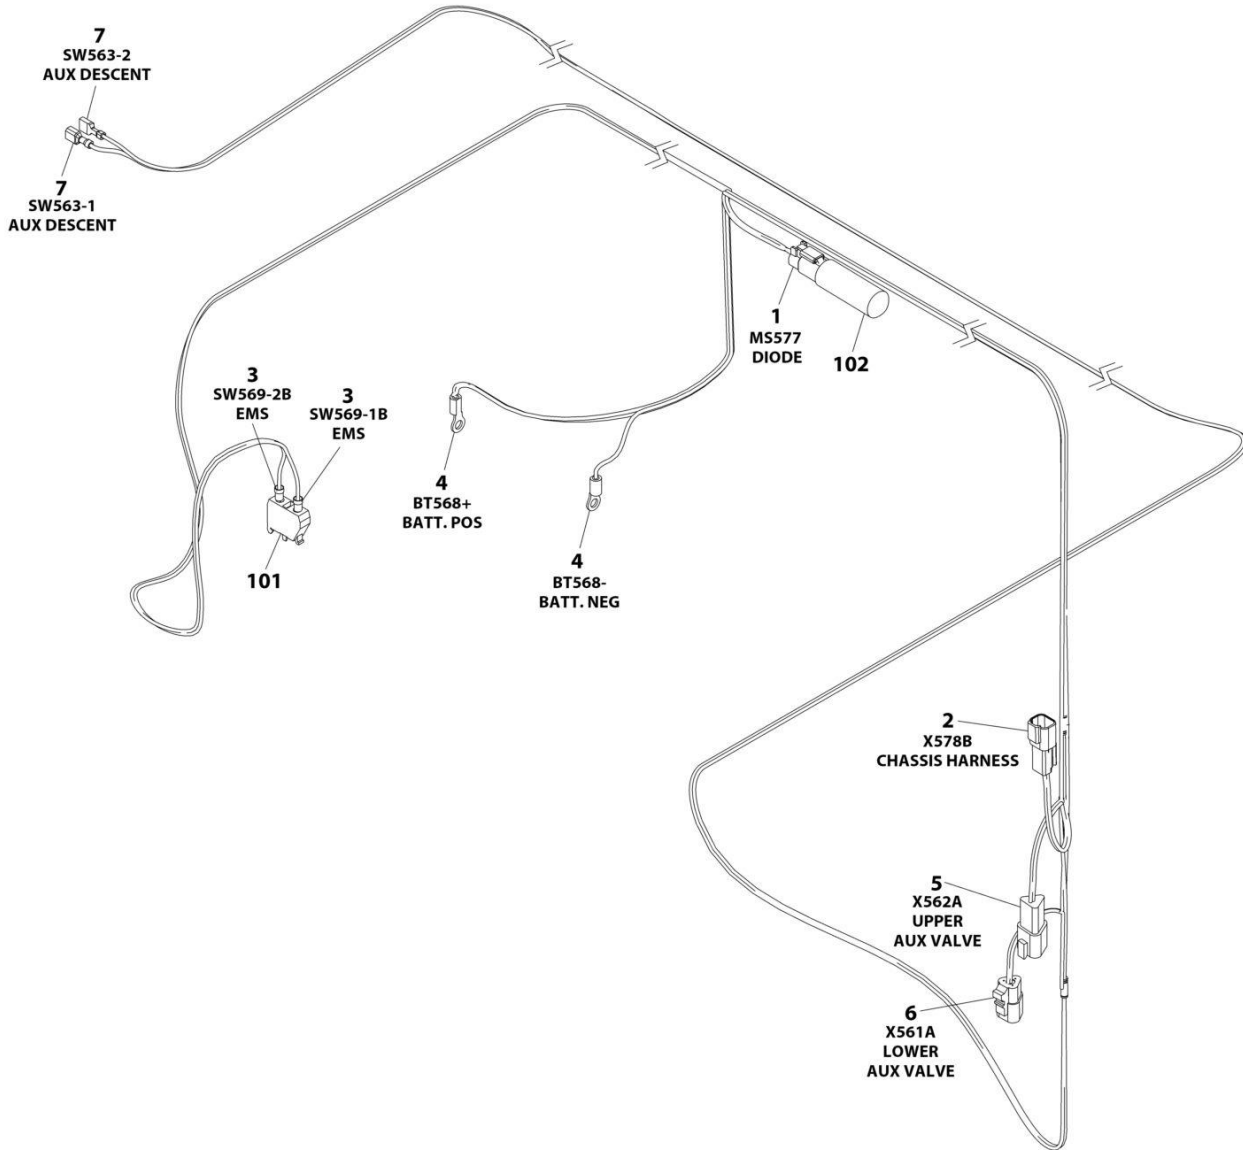 7
SW563-2
AUX DESCENT
7
SW563-1
AUX DESCENT
1
MS577
DIODE
102
3
SW569-2B
EMS
3
SW569-1B
EMS
101
4
BT568+
BATT. POS
4
BT568-
BATT. NEG
2
X578B
CHASSIS HARNESS
5
X562A
UPPER
AUX VALVE
6
X561A
LOWER
AUX VALVE